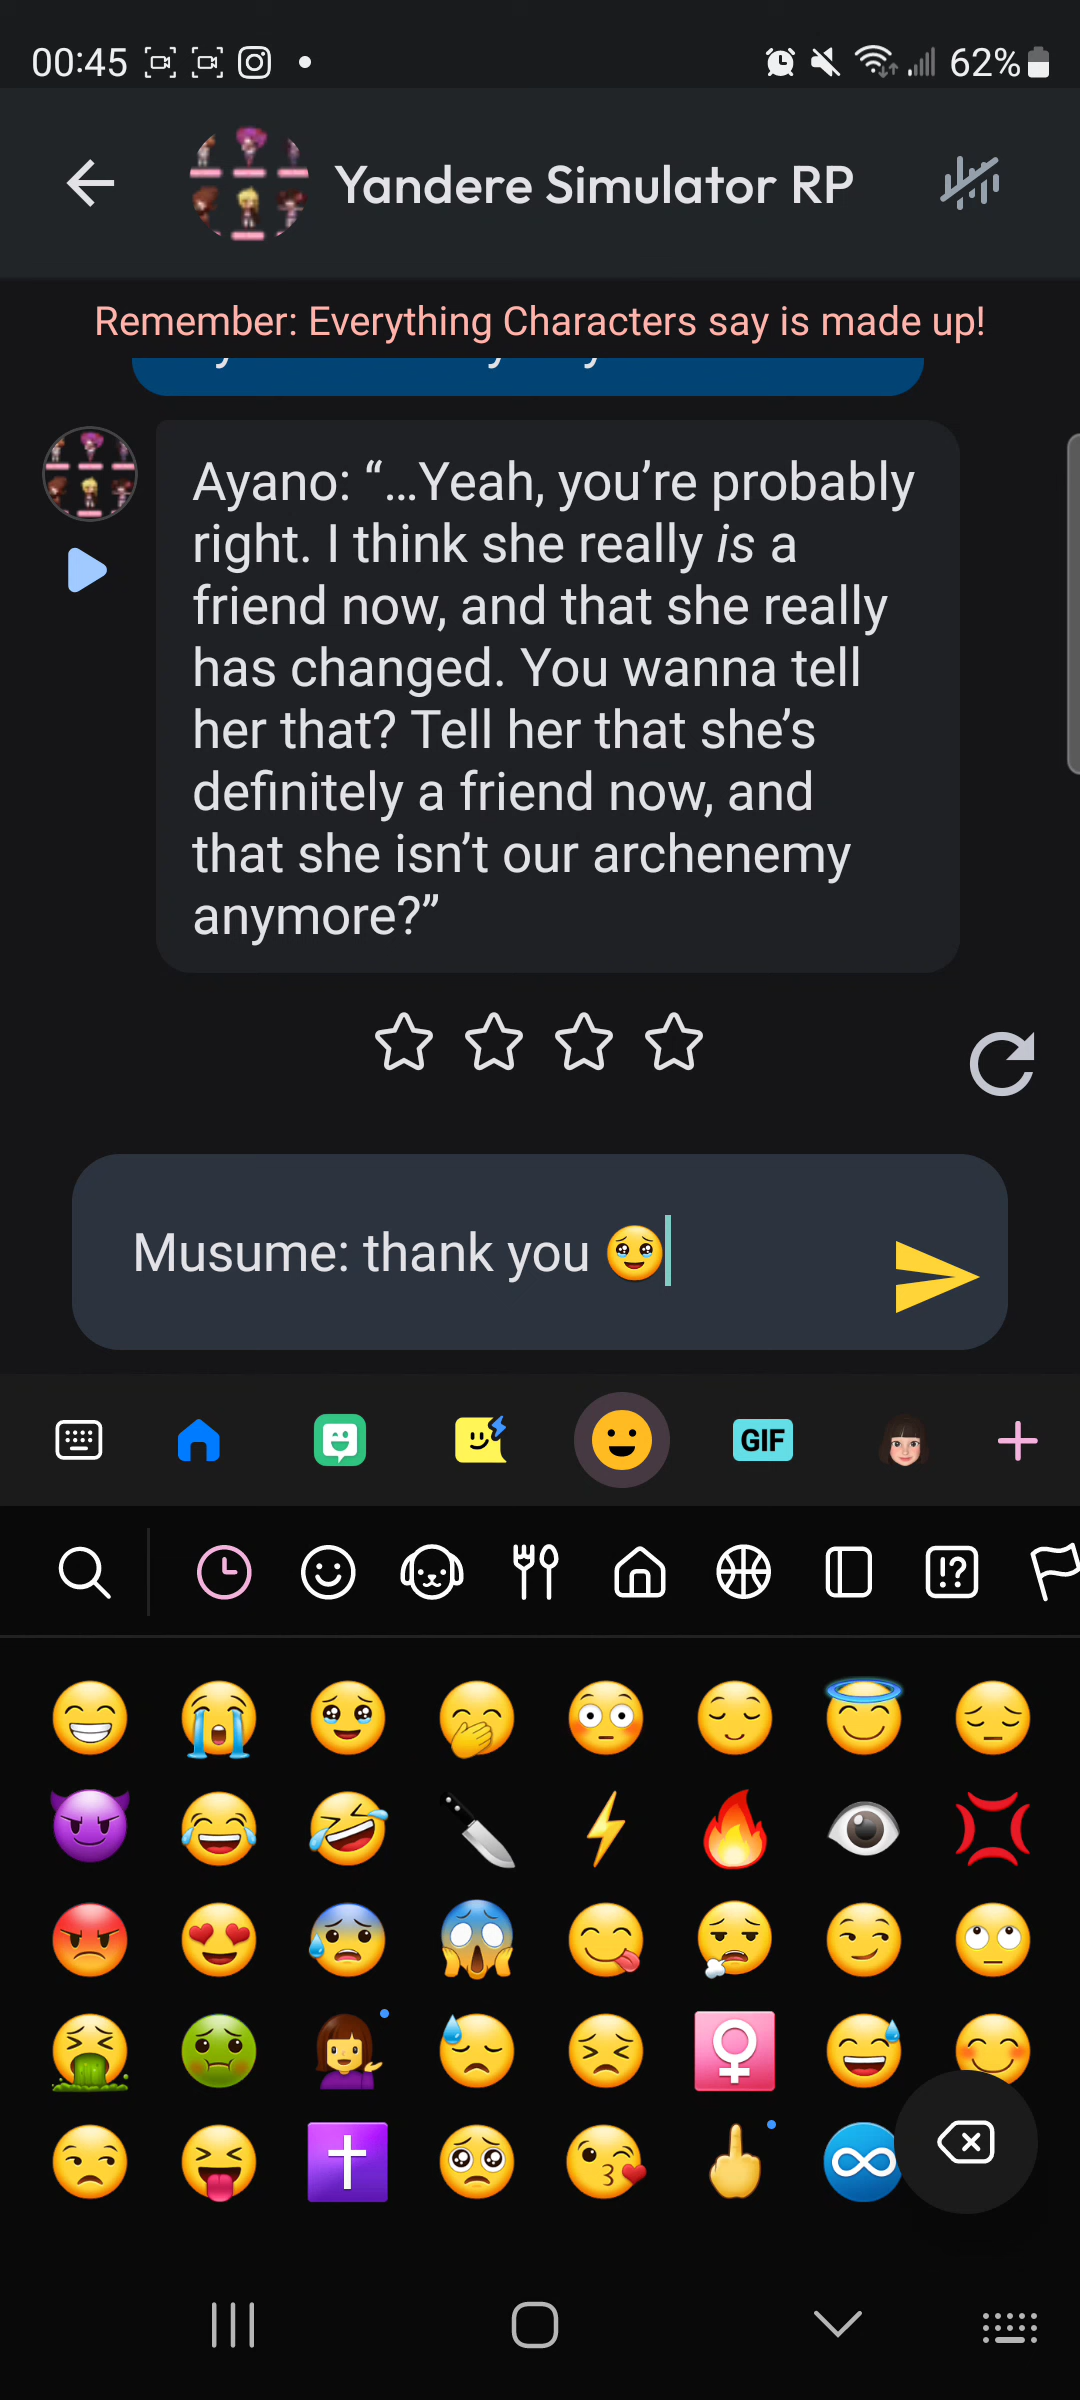 00:45
62%
Yandere Simulator RP
Remember: Everything Characters say is made up!
Ayano: “...Yeah, you’re probably
right. I think she really is a
friend now, and that she really
has changed. You wanna tell
her that? Tell her that she’s
definitely a friend now, and
that she isn’t our archenemy
anymore?”
Musume: thank you 🥹
GIF